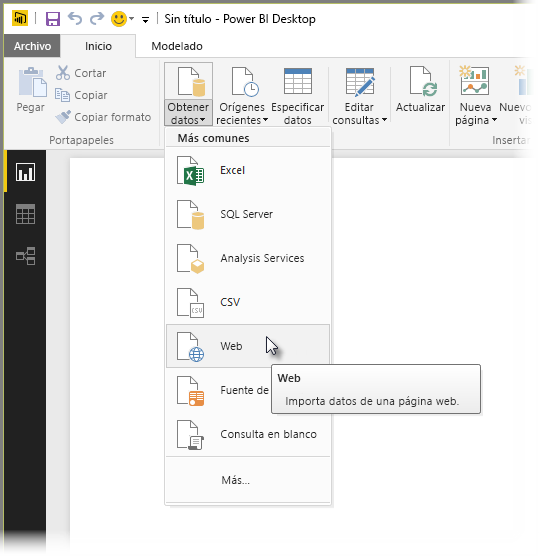 Sin título - Power BI Desktop
Archivo Inicio Modelado
Pegar
Cortar
Copiar
Copiar formato
Portapapeles
Obtener datos
Orígenes recientes
Especificar datos
Editar consultas
Actualizar
Nueva página
Insertar
Más comunes
Excel
SQL Server
Analysis Services
CSV
CSV
Web
Fuente de
Consulta en blanco
Más...
Web
Importa datos de una página web.